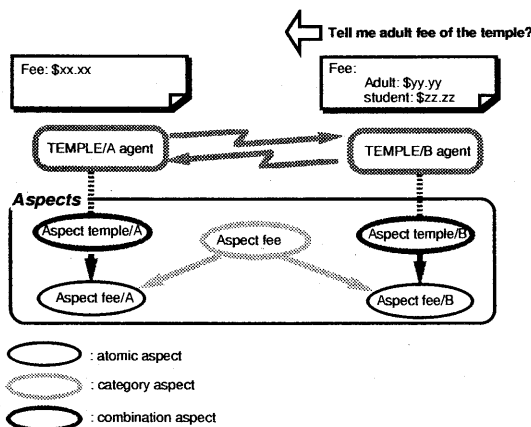 Tell me adult fee of the temple?
Fee: $xx.xx
Fee:
Adult: $yy.yy
student: $zz.zz
TEMPLE/A agent
TEMPLE/B agent
Aspects
Aspect temple/A
Aspect fee
Aspect temple/B
Aspect fee/A
Aspect fee/B
: atomic aspect
: category aspect
: combination aspect